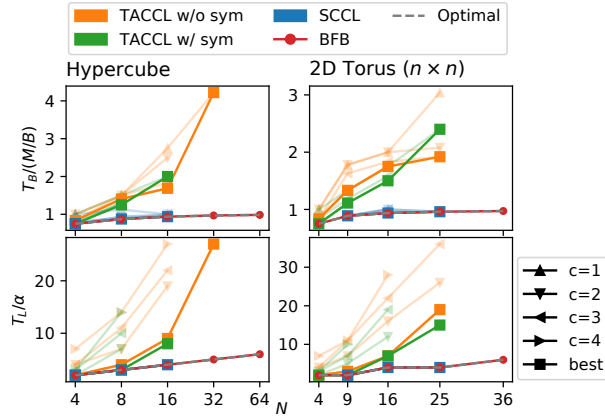 TACCL w/o sym SCCL Optimal
TACCL w/ sym BFB
Hypercube 2D Torus (n × n)
T_B/(M/B)
4
3
2
1
3
2
1
T_L/α
20
10
30
20
10
4 8 16 32 64
N
4 9 16 25 36
c=1
c=2
c=3
c=4
best